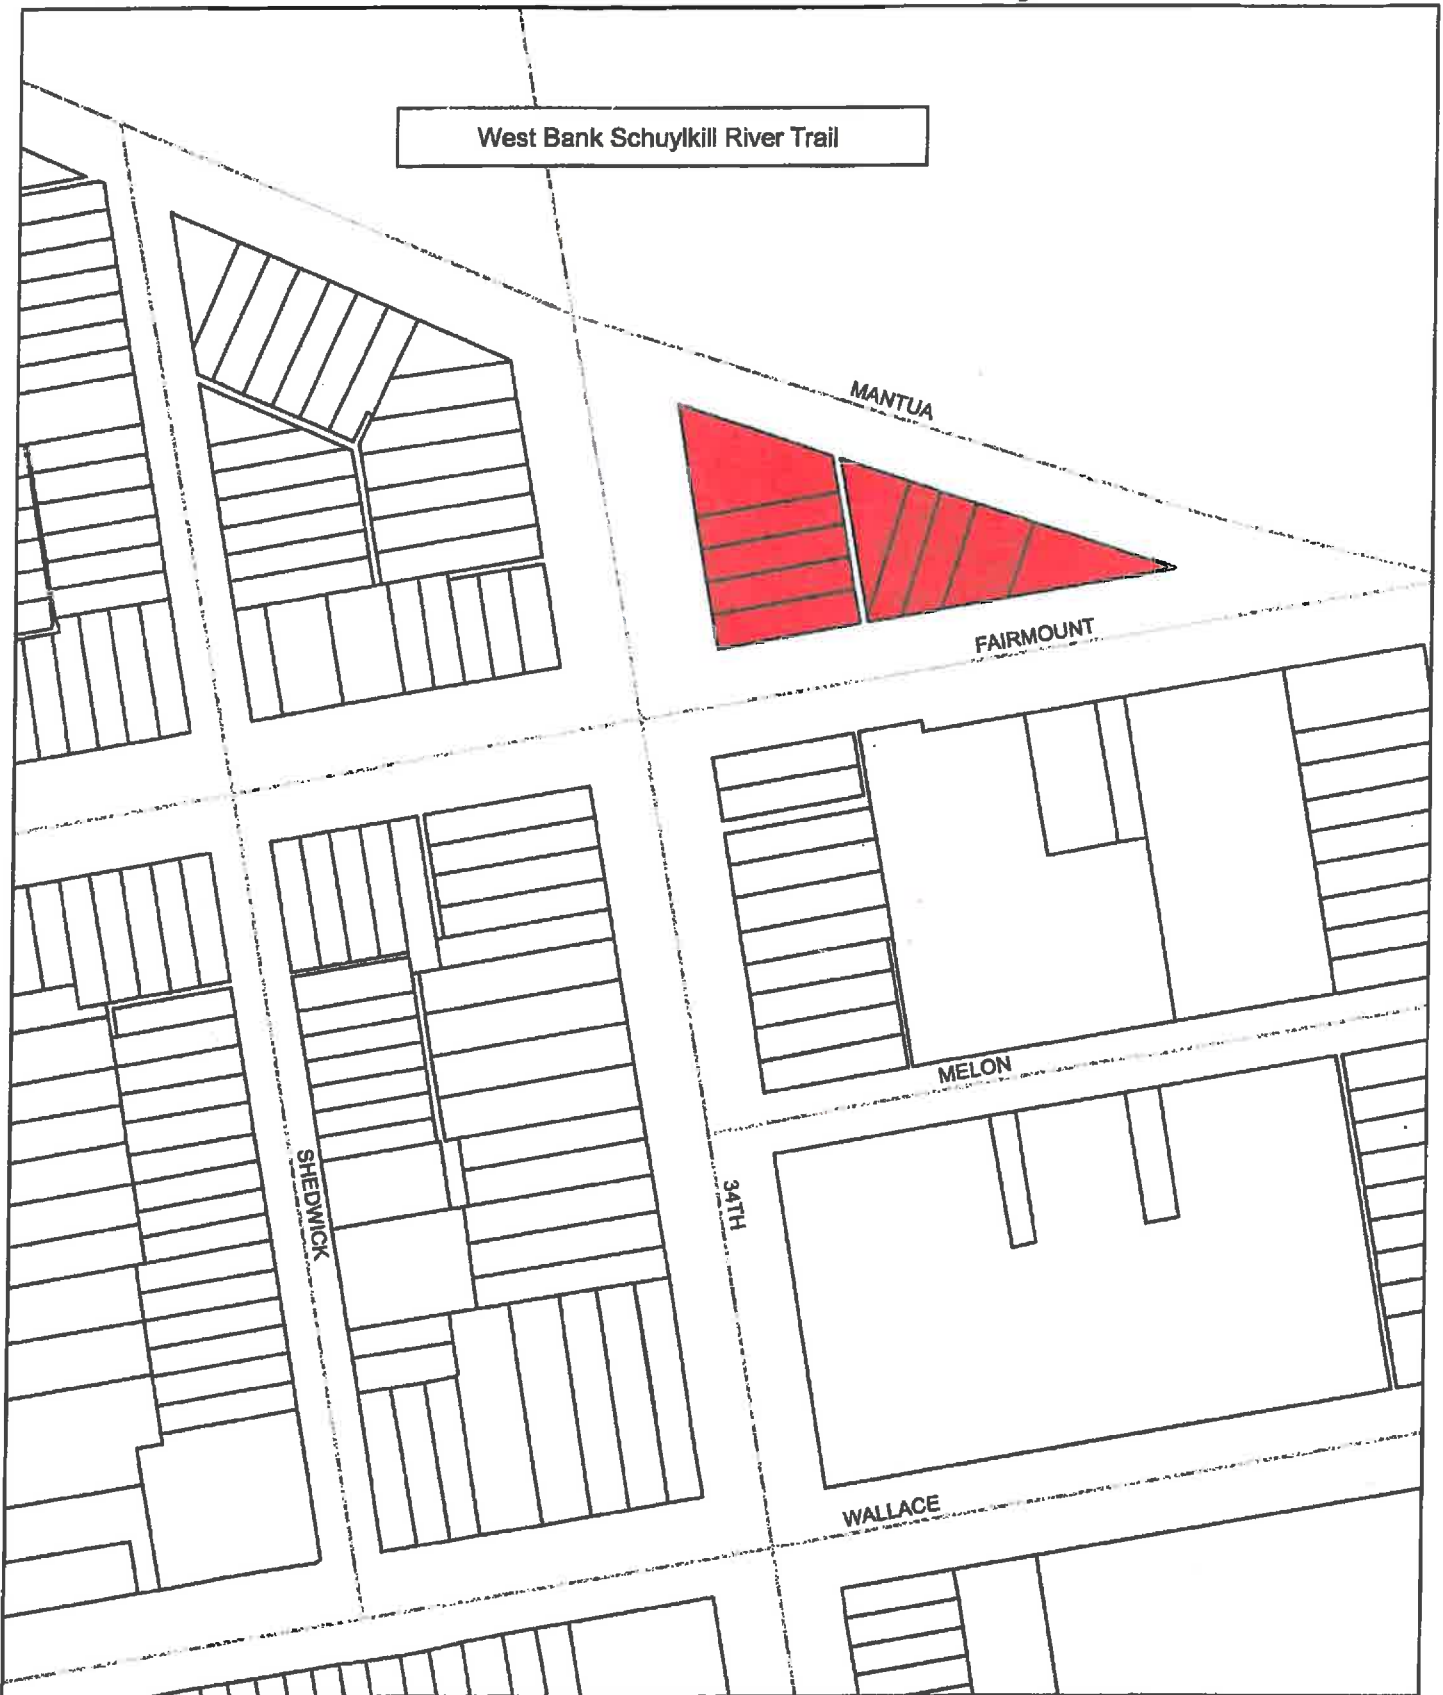 West Bank Schuylkill River Trail
MANTUA
FAIRMOUNT
MELON
SHEDWICK
34TH
WALLACE